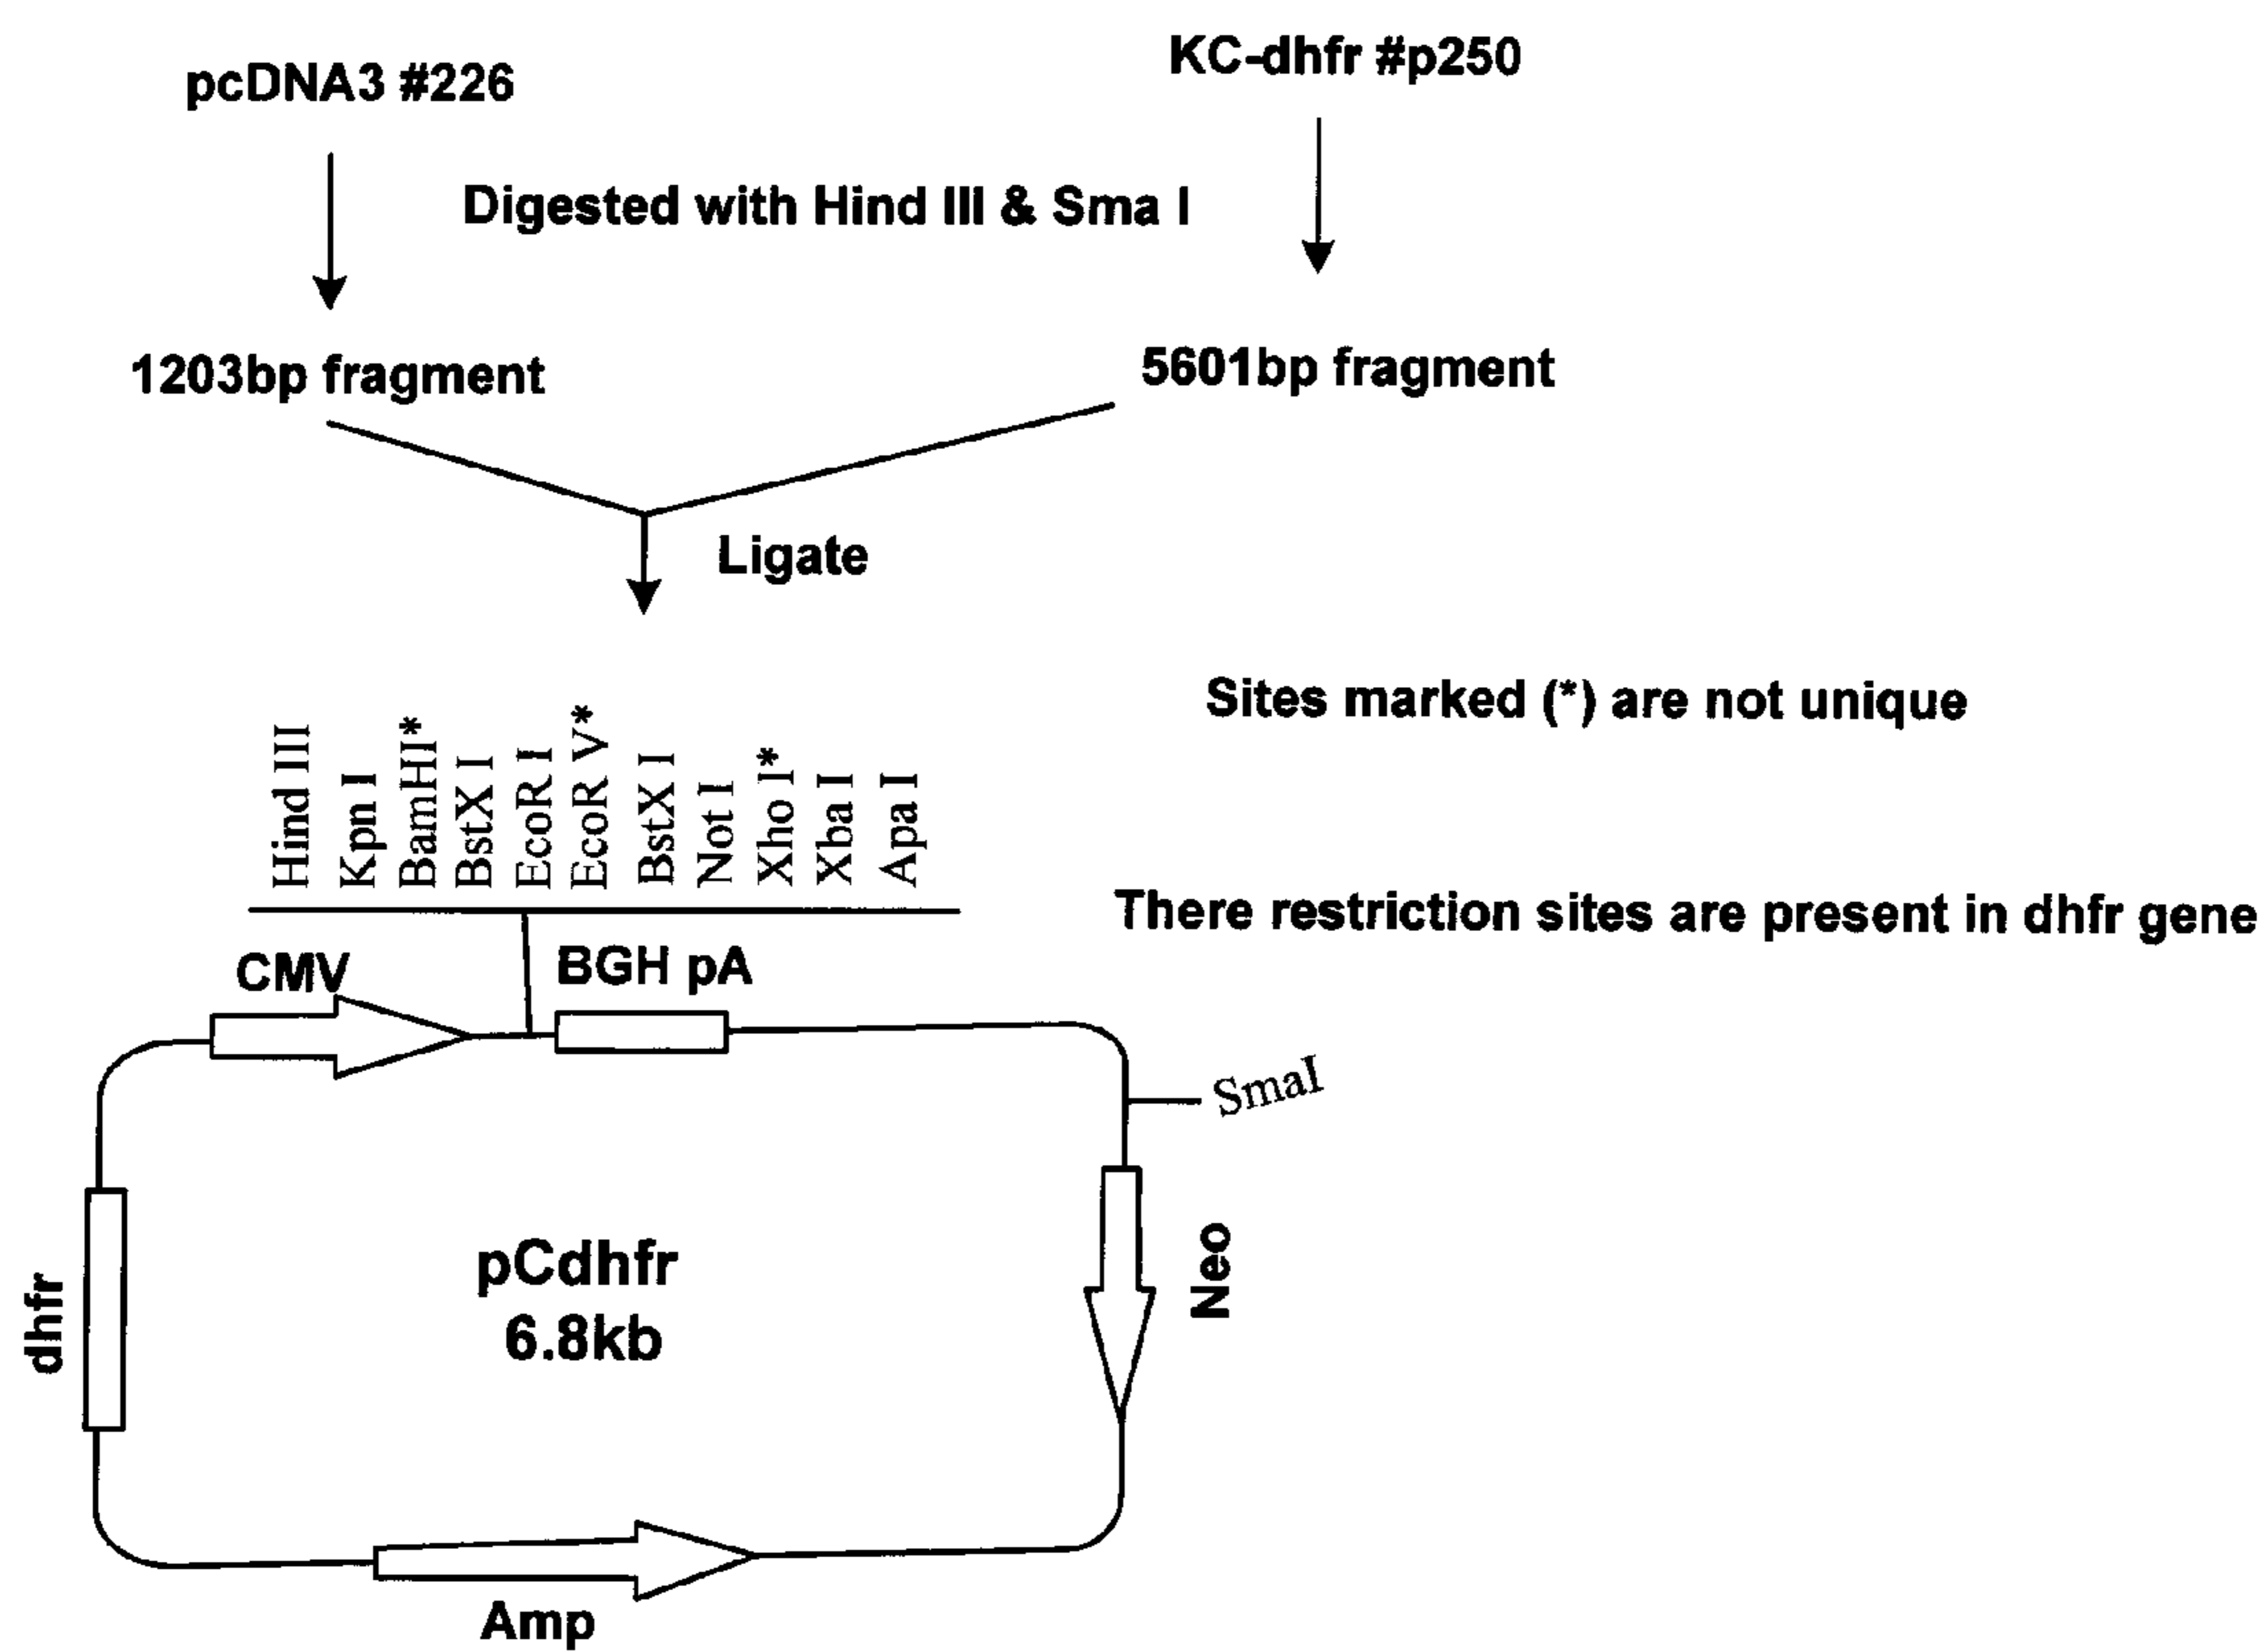 pcDNA3 #226
KC-dhfr #p250
Digested with Hind III & Sma I
1203bp fragment
5601bp fragment
Ligate
Sites marked (*) are not unique
Hind III
Kpn I
BamHI*
BstX I
EcoR I
EcoR V*
BstX I
Not I
Xho I*
Xba I
Apa I
There restriction sites are present in dhfr gene
CMV
BGH pA
SmaI
dhfr
pCdhfr
6.8kb
Neo
Amp